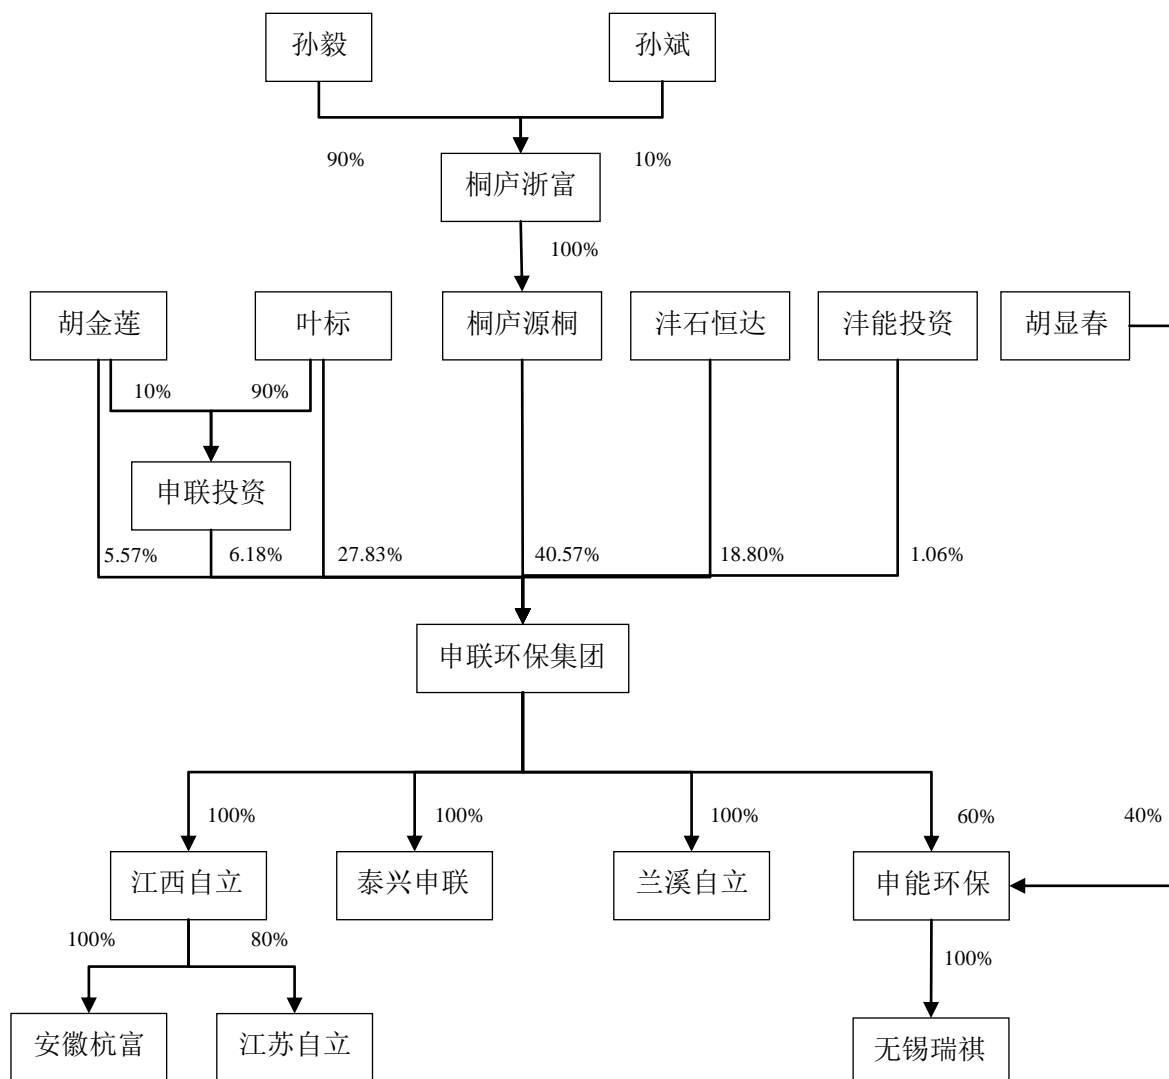 孙毅
孙斌
90%
10%
桐庐浙富
100%
胡金莲
叶标
桐庐源桐
沣石恒达
沣能投资
胡显春
10%
90%
申联投资
5.57%
6.18%
27.83%
40.57%
18.80%
1.06%
申联环保集团
100%
100%
100%
60%
40%
江西自立
泰兴申联
兰溪自立
申能环保
100%
80%
100%
安徽杭富
江苏自立
无锡瑞祺